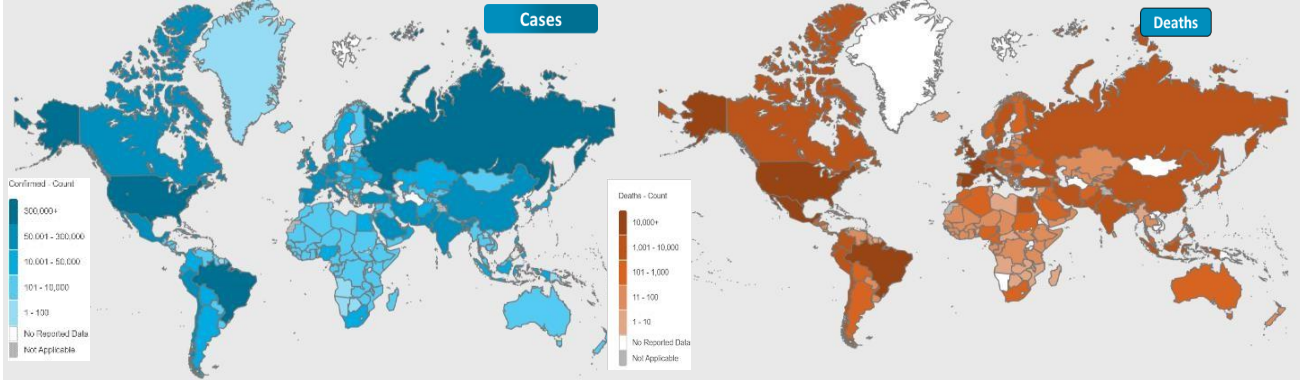 Cases
Deaths
Confirmed - Count
300,000+
50,001 - 300,000
10,001 - 50,000
101 - 10,000
1 - 100
No Reported Data
Not Applicable
Deaths - Count
10,000+
1,001 - 10,000
101 - 1,000
11 - 100
1 - 10
No Reported Data
Not Applicable